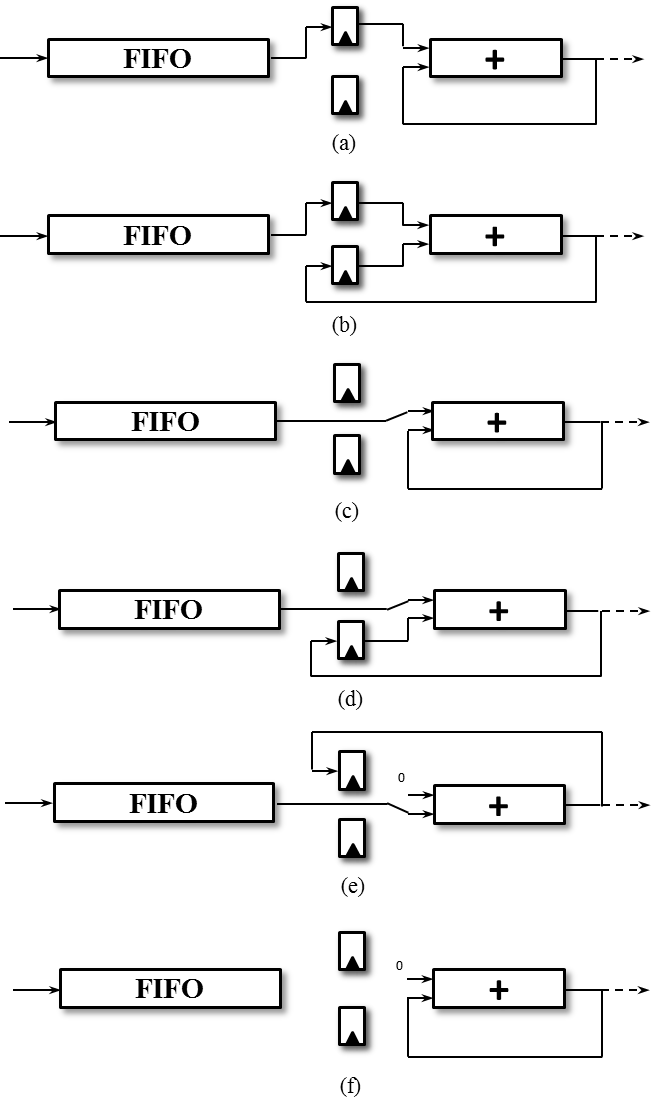 FIFO
+
(a)
FIFO
+
(b)
FIFO
+
(c)
FIFO
+
(d)
0
FIFO
+
(e)
0
FIFO
+
(f)